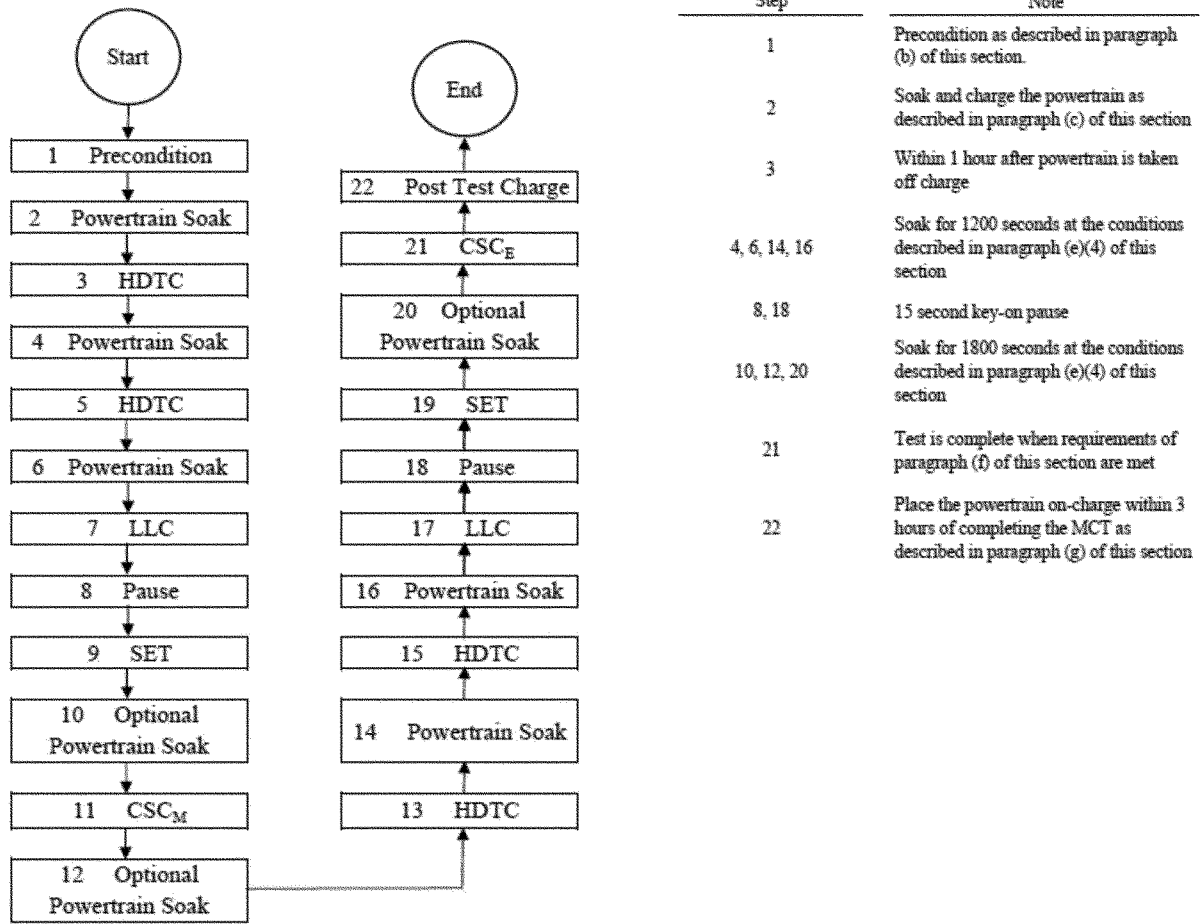 Start
1 Precondition
2 Powertrain Soak
3 HDTC
4 Powertrain Soak
5 HDTC
6 Powertrain Soak
7 LLC
8 Pause
9 SET
10 Optional
Powertrain Soak
11 CSC_M
12 Optional
Powertrain Soak
End
22 Post Test Charge
21 CSC_E
20 Optional
Powertrain Soak
19 SET
18 Pause
17 LLC
16 Powertrain Soak
15 HDTC
14 Powertrain Soak
13 HDTC
Step Note
1 Precondition as described in paragraph
(b) of this section.
2 Soak and charge the powertrain as
described in paragraph (c) of this section
3 Within 1 hour after powertrain is taken
off charge
4, 6, 14, 16 Soak for 1200 seconds at the conditions
described in paragraph (e)(4) of this
section
8, 18 15 second key-on pause
10, 12, 20 Soak for 1800 seconds at the conditions
described in paragraph (e)(4) of this
section
21 Test is complete when requirements of
paragraph (f) of this section are met
22 Place the powertrain on-charge within 3
hours of completing the MCT as
described in paragraph (g) of this section